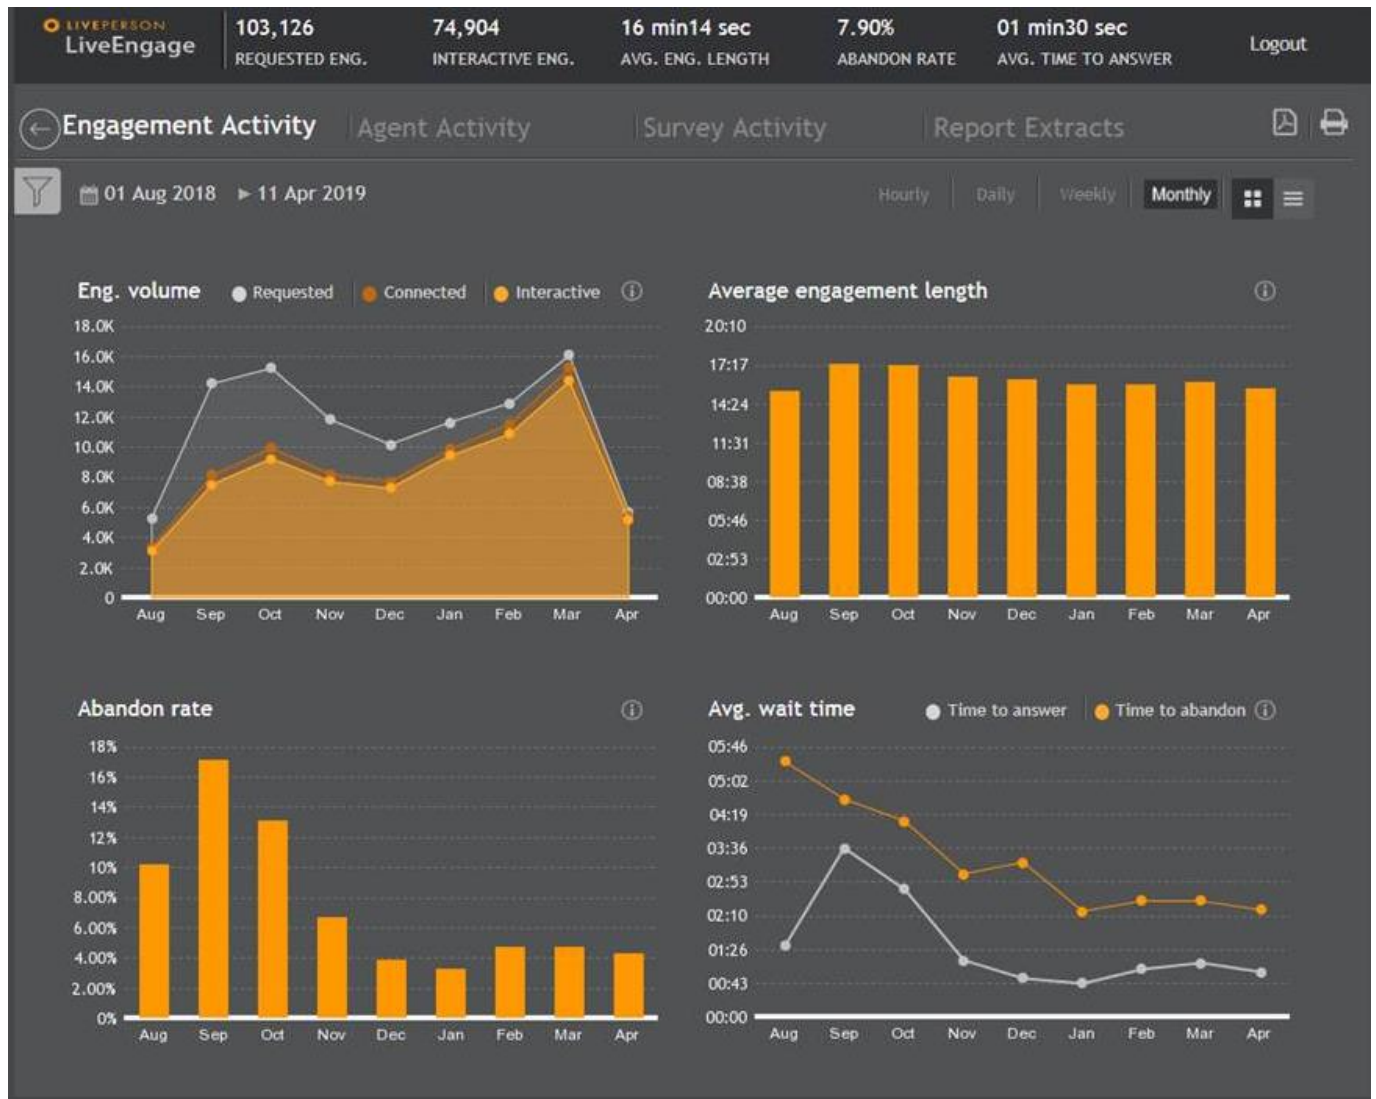 LIVEPERSON
LiveEngage
103,126
REQUESTED ENG.
74,904
INTERACTIVE ENG.
16 min14 sec
AVG. ENG. LENGTH
7.90%
ABANDON RATE
01 min30 sec
AVG. TIME TO ANSWER
Logout
Engagement Activity
Agent Activity
Survey Activity
Report Extracts
01 Aug 2018 ▸ 11 Apr 2019
Hourly
Daily
Weekly
Monthly
Eng. volume
Requested
Connected
Interactive
18.0K
16.0K
14.0K
12.0K
10.0K
8.0K
6.0K
4.0K
2.0K
0
Aug Sep Oct Nov Dec Jan Feb Mar Apr
Average engagement length
20:10
17:17
14:24
11:31
08:38
05:46
02:53
00:00
Aug Sep Oct Nov Dec Jan Feb Mar Apr
Abandon rate
18%
16%
14%
12%
10%
8.00%
6.00%
4.00%
2.00%
0%
Aug Sep Oct Nov Dec Jan Feb Mar Apr
Avg. wait time
Time to answer
Time to abandon
05:46
05:02
04:19
03:36
02:53
02:10
01:26
00:43
00:00
Aug Sep Oct Nov Dec Jan Feb Mar Apr